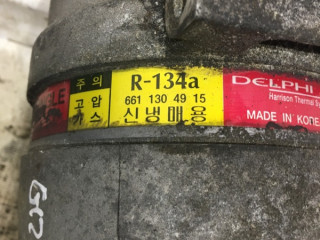 주의
고압
가스
R-134a
661 130 49 15
신냉매용
DELPHI
Harrison Thermal Sy
MADE IN KOREA